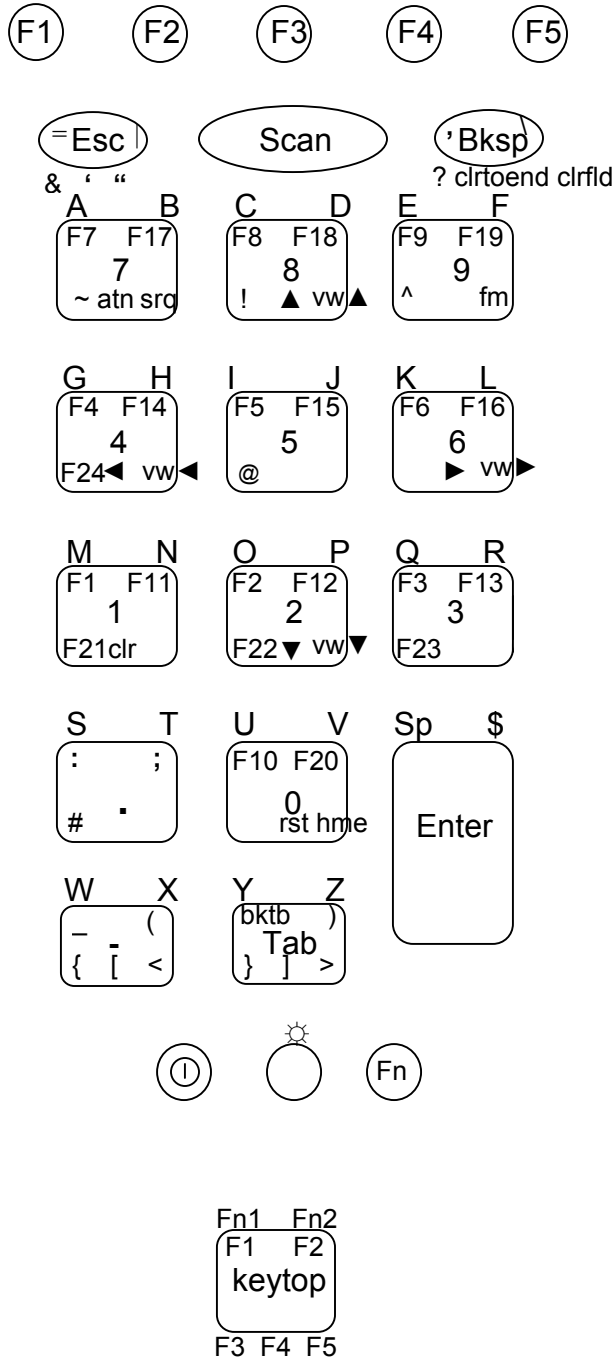 F1 F2 F3 F4 F5
= Esc | Scan ' Bksp \
& ‘ “ ? clrtoend clrfld
A B C D E F
F7 F17 F8 F18 F9 F19
7 8 9
~ atn srq ! ▲ vw▲ ^ fm
G H I J K L
F4 F14 F5 F15 F6 F16
4 5 6
F24◄ vw◄ @ ► vw►
M N O P Q R
F1 F11 F2 F12 F3 F13
1 2 3
F21clr F22▼ vw▼ F23
S T U V Sp $
: ; F10 F20
# . 0 Enter
rst hme
W X Y Z
_ ( bktb )
- Tab
{ [ < } ] >
Fn
Fn1 Fn2
F1 F2
keytop
F3 F4 F5